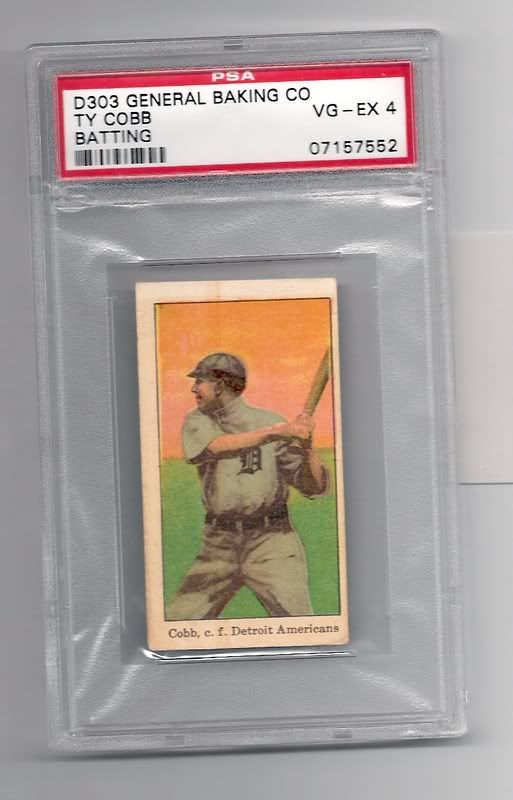 PSA
D303 GENERAL BAKING CO
TY COBB VG-EX 4
BATTING
07157552
D
Cobb, c. f. Detroit Americans